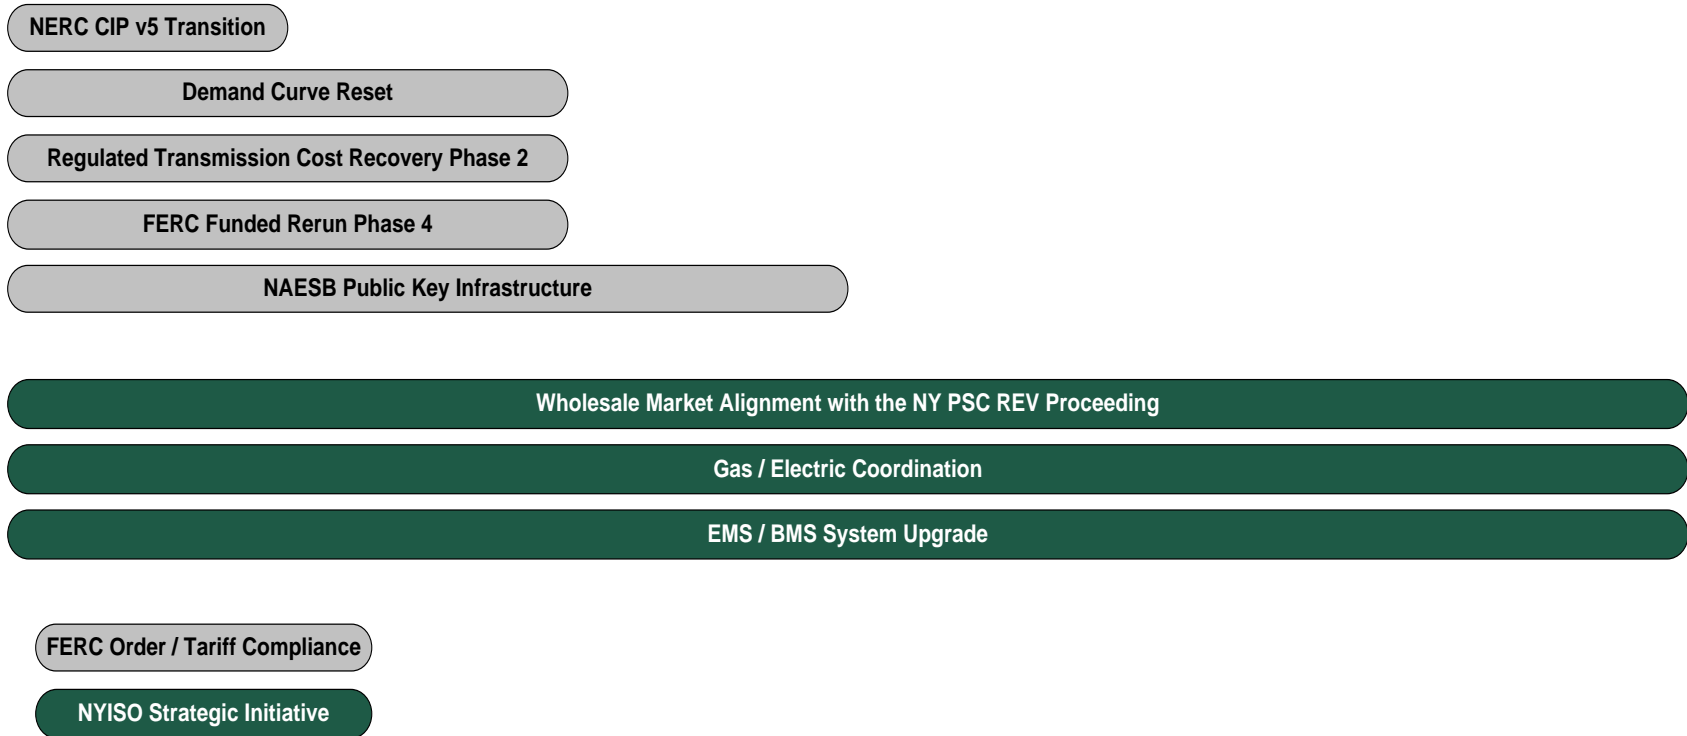 NERC CIP v5 Transition
Demand Curve Reset
Regulated Transmission Cost Recovery Phase 2
FERC Funded Rerun Phase 4
NAESB Public Key Infrastructure
Wholesale Market Alignment with the NY PSC REV Proceeding
Gas / Electric Coordination
EMS / BMS System Upgrade
FERC Order / Tariff Compliance
NYISO Strategic Initiative